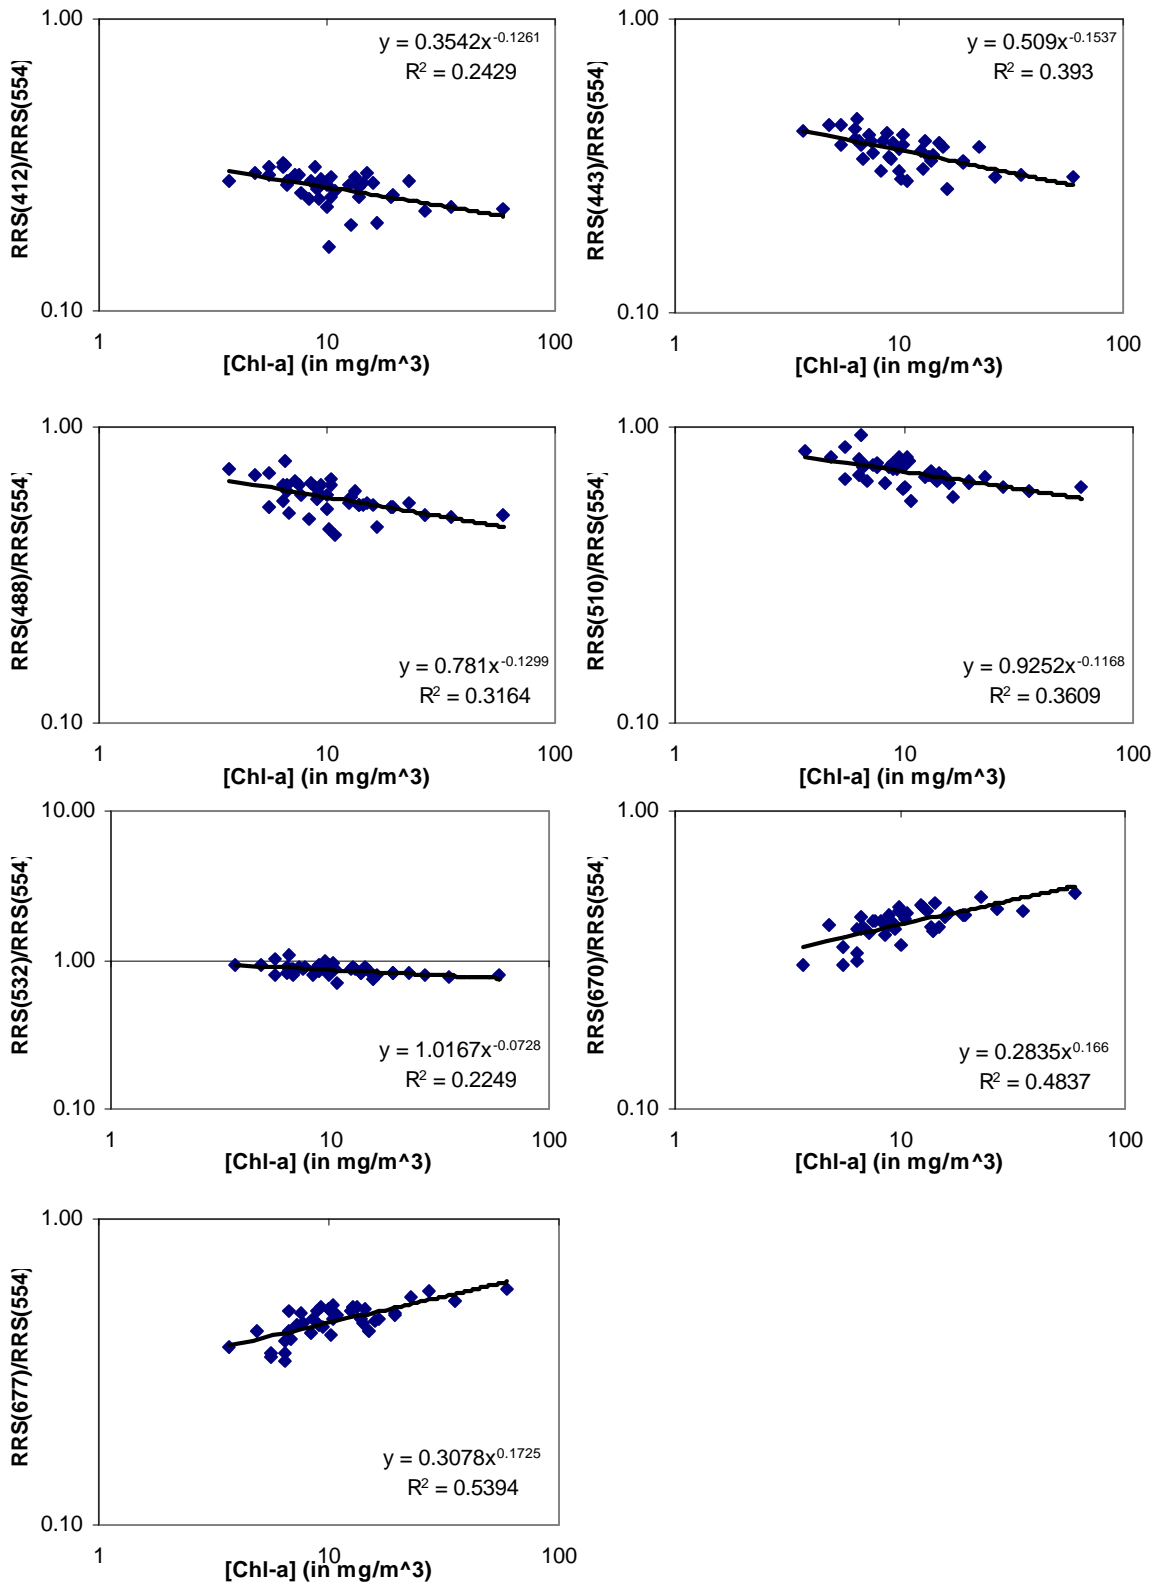 RRS(412)/RRS(554)
1.00
0.10
y = 0.3542x^-0.1261
R² = 0.2429
1
10
100
[Chl-a] (in mg/m^3)
RRS(443)/RRS(554)
1.00
0.10
y = 0.509x^-0.1537
R² = 0.393
1
10
100
[Chl-a] (in mg/m^3)
RRS(488)/RRS(554)
1.00
0.10
y = 0.781x^-0.1299
R² = 0.3164
1
10
100
[Chl-a] (in mg/m^3)
RRS(510)/RRS(554)
1.00
0.10
y = 0.9252x^-0.1168
R² = 0.3609
1
10
100
[Chl-a] (in mg/m^3)
RRS(532)/RRS(554)
10.00
1.00
0.10
y = 1.0167x^-0.0728
R² = 0.2249
1
10
100
[Chl-a] (in mg/m^3)
RRS(670)/RRS(554)
1.00
0.10
y = 0.2835x^0.166
R² = 0.4837
1
10
100
[Chl-a] (in mg/m^3)
RRS(677)/RRS(554)
1.00
0.10
y = 0.3078x^0.1725
R² = 0.5394
1
10
100
[Chl-a] (in mg/m^3)